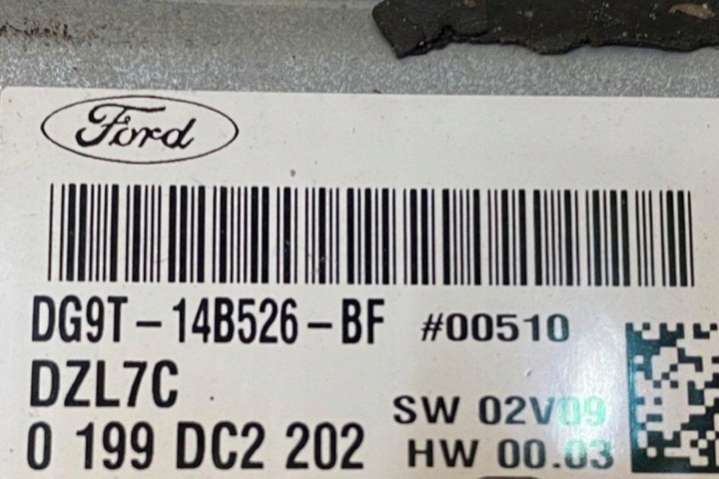 Ford
DG9T-14B526-BF #00510
DZL7C
SW 02V09
0 199 DC2 202 HW 00.03